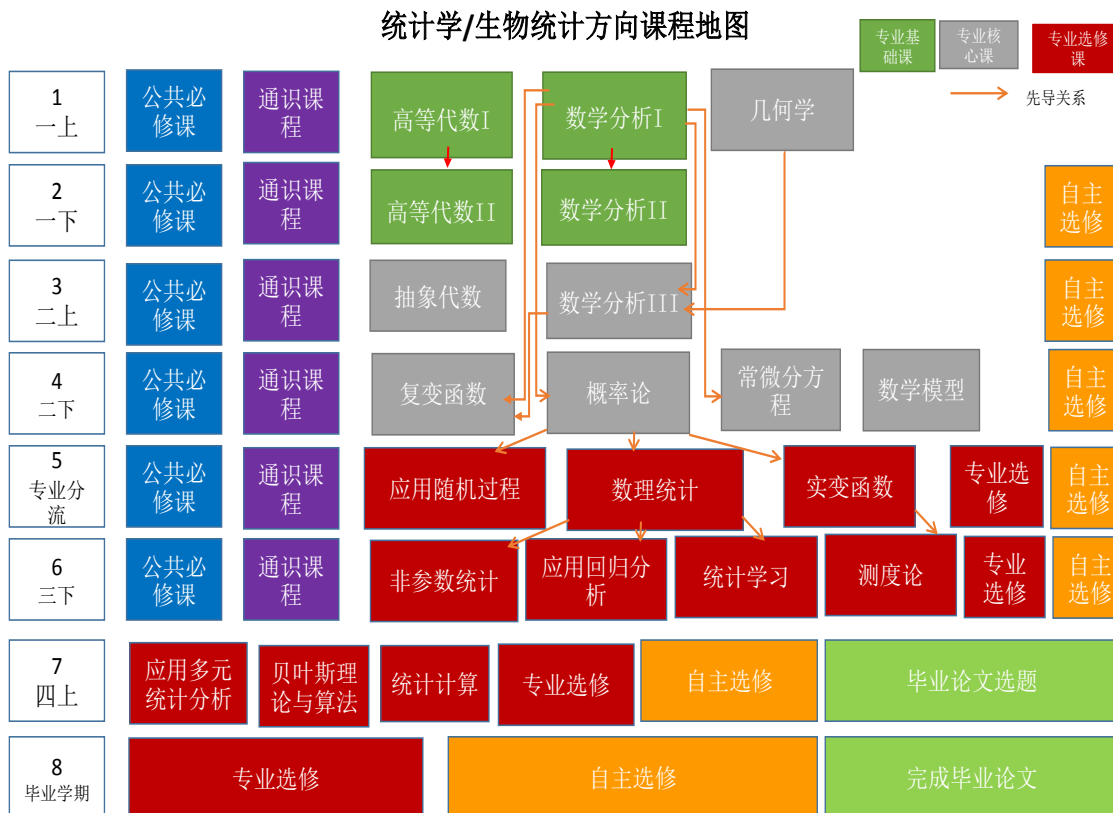 统计学/生物统计方向课程地图
专业基
础课
专业核
心课
专业选修
课
先导关系
1
一上
公共必
修课
通识课
程
高等代数I
数学分析I
几何学
2
一下
公共必
修课
通识课
程
高等代数II
数学分析II
自主
选修
3
二上
公共必
修课
通识课
程
抽象代数
数学分析III
自主
选修
4
二下
公共必
修课
通识课
程
复变函数
概率论
常微分方
程
数学模型
自主
选修
5
专业分
流
公共必
修课
通识课
程
应用随机过程
数理统计
实变函数
专业选
修
自主
选修
6
三下
公共必
修课
通识课
程
非参数统计
应用回归分
析
统计学习
测度论
专业
选修
自主
选修
7
四上
应用多元
统计分析
贝叶斯理
论与算法
统计计算
专业选修
自主选修
毕业论文选题
8
毕业学期
专业选修
自主选修
完成毕业论文